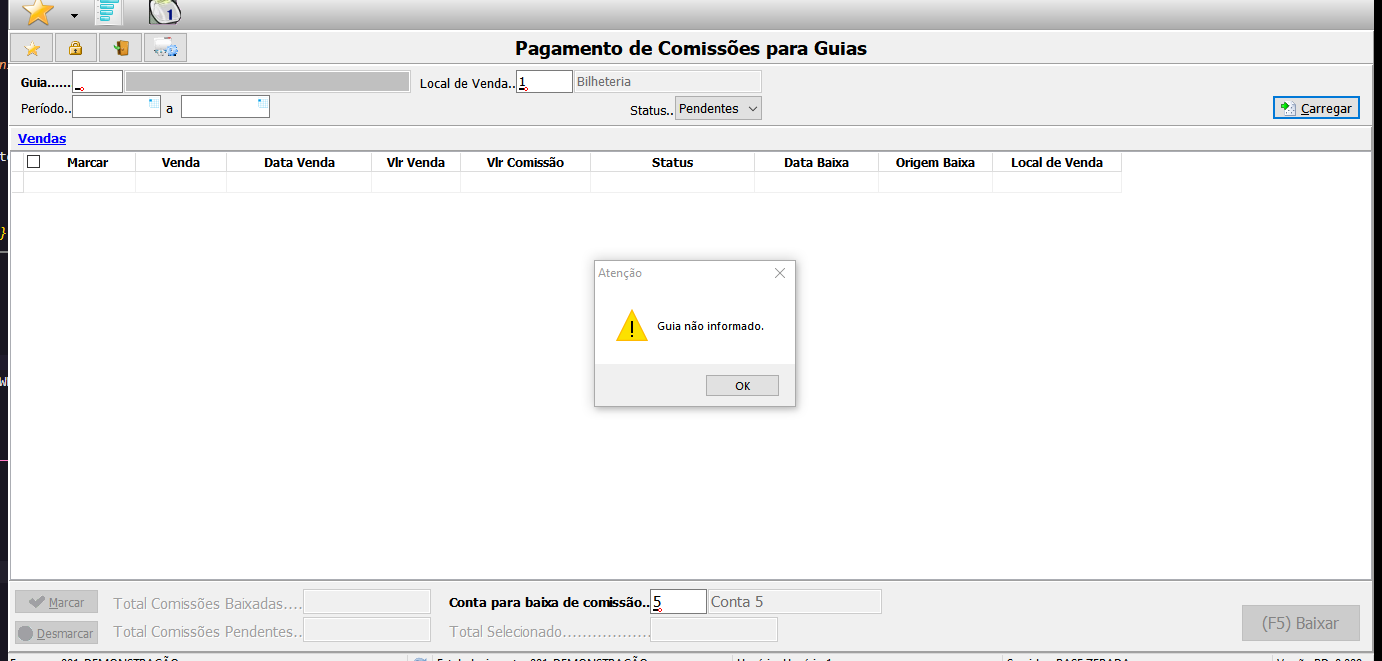 1
Pagamento de Comissões para Guias
Guia...... Local de Venda.. 1 Bilheteria
Período.. a Status.. Pendentes Carregar
Vendas
Marcar Venda Data Venda Vlr Venda Vlr Comissão Status Data Baixa Origem Baixa Local de Venda
Atenção
Guia não informado.
OK
Marcar Total Comissões Baixadas.... Conta para baixa de comissão.. 5 Conta 5
Desmarcar Total Comissões Pendentes.. Total Selecionado.................. (F5) Baixar